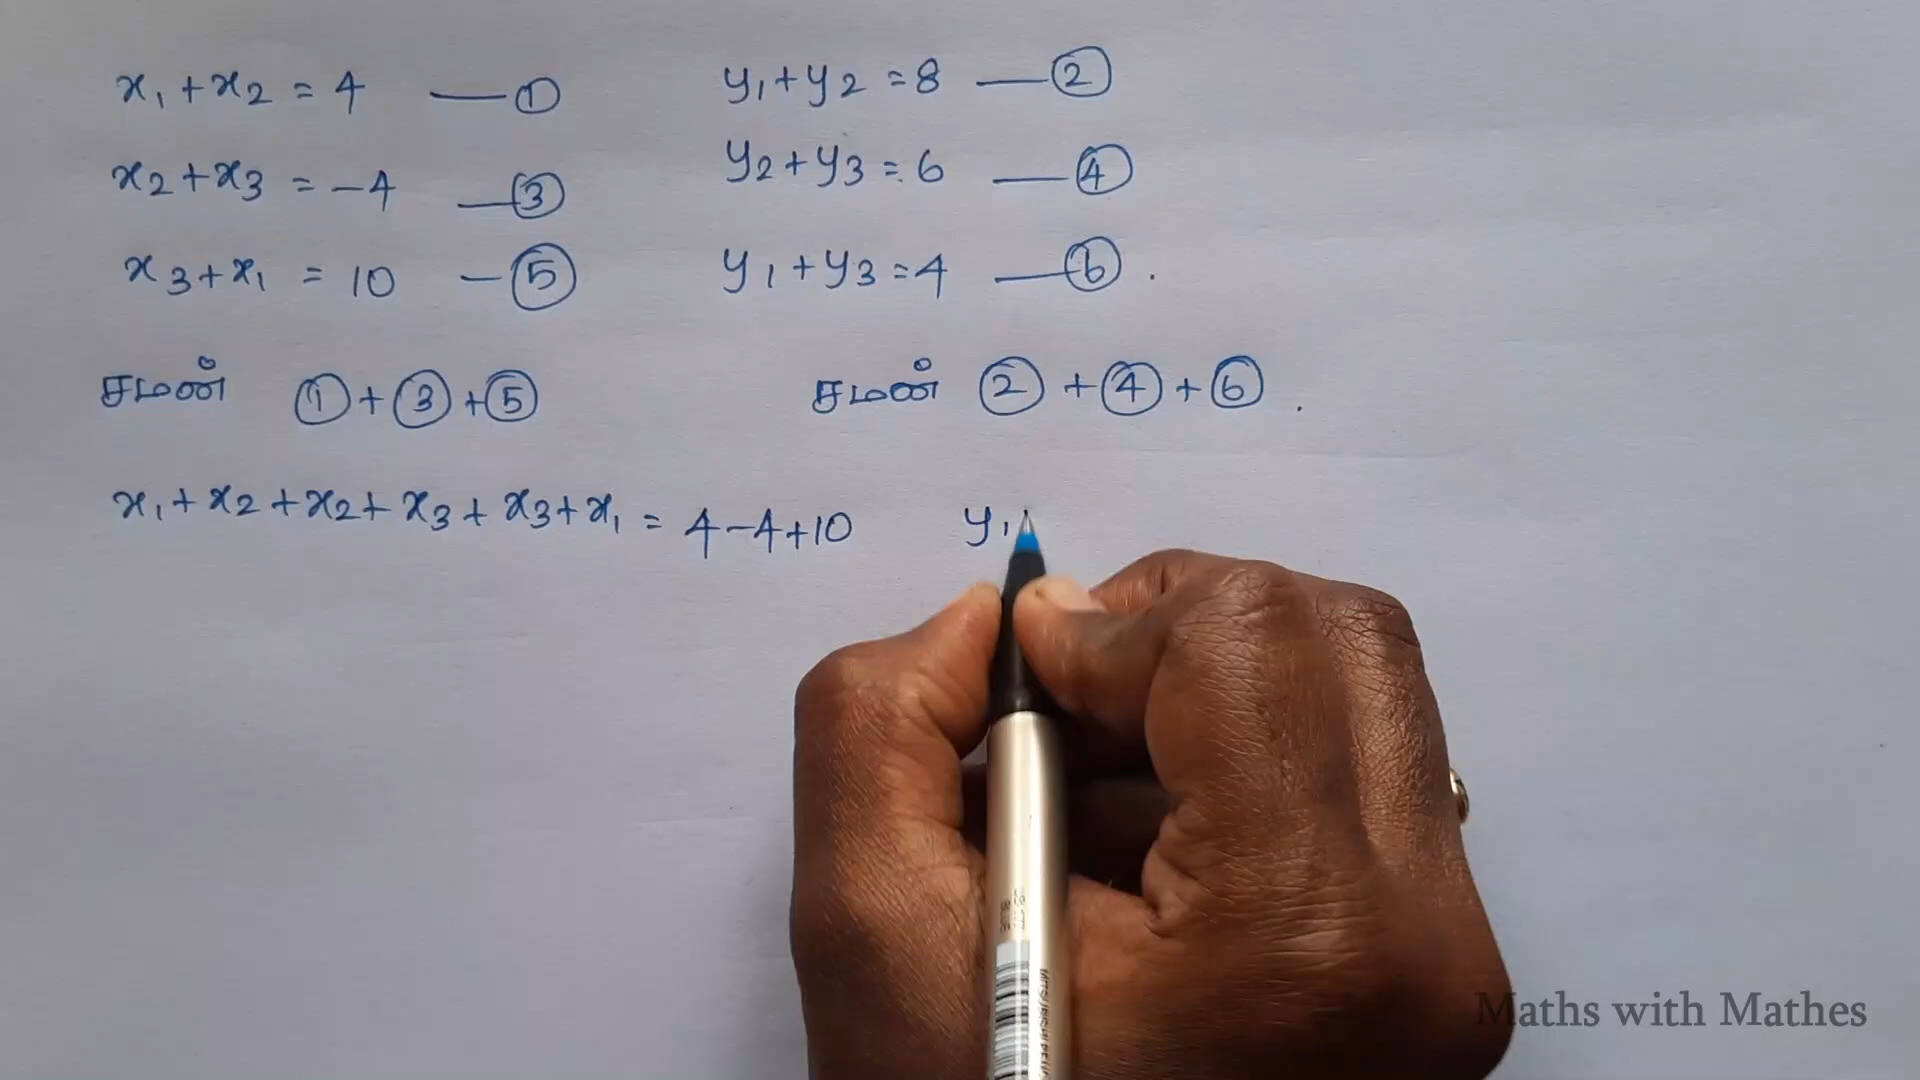 x₁ + x₂ = 4 — ① y₁ + y₂ = 8 — ②
x₂ + x₃ = -4 — ③ y₂ + y₃ = 6 — ④
x₃ + x₁ = 10 — ⑤ y₁ + y₃ = 4 — ⑥ .
சமன் ① + ③ + ⑤ சமன் ② + ④ + ⑥ .
x₁ + x₂ + x₂ + x₃ + x₃ + x₁ = 4 - 4 + 10 y₁
Maths with Mathes